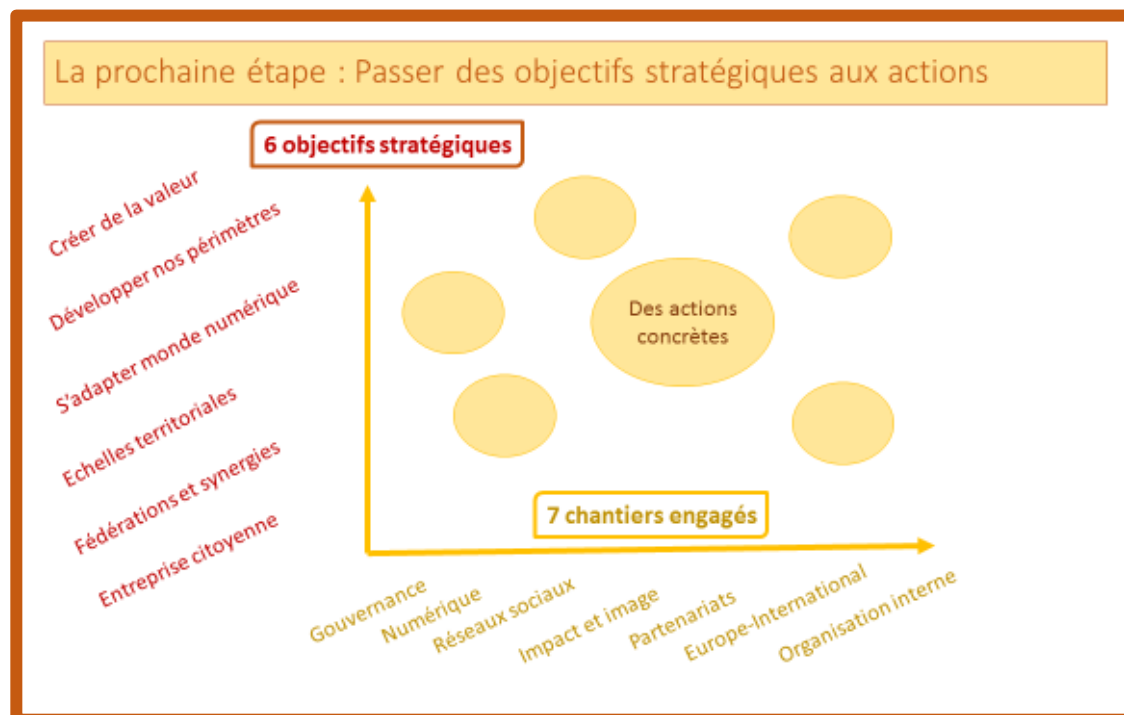 La prochaine étape : Passer des objectifs stratégiques aux actions
6 objectifs stratégiques
Créer de la valeur
Développer nos périmètres
S'adapter monde numérique
Echelles territoriales
Fédérations et synergies
Entreprise citoyenne
Des actions
concrètes
7 chantiers engagés
Gouvernance
Numérique
Réseaux sociaux
Impact et image
Partenariats
Europe-International
Organisation interne